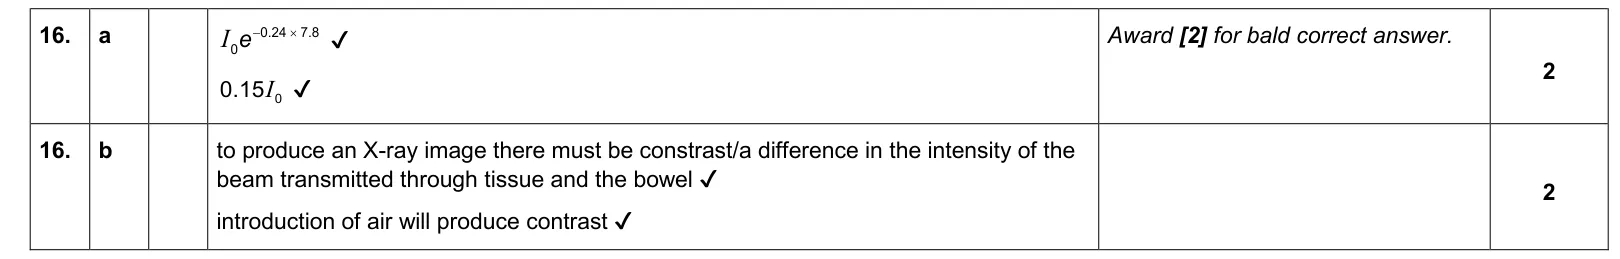 16. a I₀e^−0.24 × 7.8 ✓ Award [2] for bald correct answer.
0.15I₀ ✓
2
16. b to produce an X-ray image there must be constrast/a difference in the intensity of the
beam transmitted through tissue and the bowel ✓
2
introduction of air will produce contrast ✓